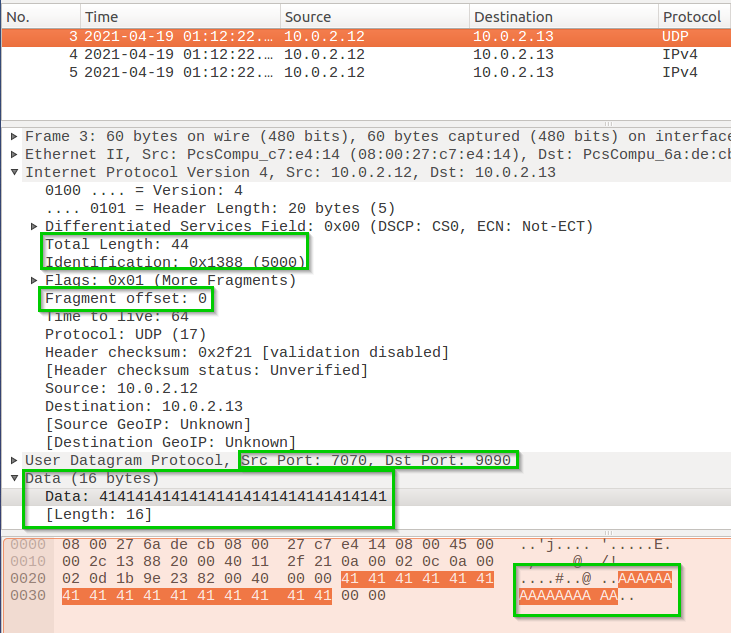 No. Time Source Destination Protocol
3 2021-04-19 01:12:22.… 10.0.2.12 10.0.2.13 UDP
4 2021-04-19 01:12:22.… 10.0.2.12 10.0.2.13 IPv4
5 2021-04-19 01:12:22.… 10.0.2.12 10.0.2.13 IPv4
Frame 3: 60 bytes on wire (480 bits), 60 bytes captured (480 bits) on interface
Ethernet II, Src: PcsCompu_c7:e4:14 (08:00:27:c7:e4:14), Dst: PcsCompu_6a:de:cb
Internet Protocol Version 4, Src: 10.0.2.12, Dst: 10.0.2.13
0100 .... = Version: 4
.... 0101 = Header Length: 20 bytes (5)
Differentiated Services Field: 0x00 (DSCP: CS0, ECN: Not-ECT)
Total Length: 44
Identification: 0x1388 (5000)
Flags: 0x01 (More Fragments)
Fragment offset: 0
Time to live: 64
Protocol: UDP (17)
Header checksum: 0x2f21 [validation disabled]
[Header checksum status: Unverified]
Source: 10.0.2.12
Destination: 10.0.2.13
[Source GeoIP: Unknown]
[Destination GeoIP: Unknown]
User Datagram Protocol, Src Port: 7070, Dst Port: 9090
Data (16 bytes)
Data: 41414141414141414141414141414141
[Length: 16]
0000 08 00 27 6a de cb 08 00 27 c7 e4 14 08 00 45 00 ..'j.... '.....E.
0010 00 2c 13 88 20 00 40 11 2f 21 0a 00 02 0c 0a 00 .,.. .@. /!......
0020 02 0d 1b 9e 23 82 00 40 00 00 41 41 41 41 41 41 ....#..@ ..AAAAAA
0030 41 41 41 41 41 41 41 41 41 41 00 00 AAAAAAAA AA..